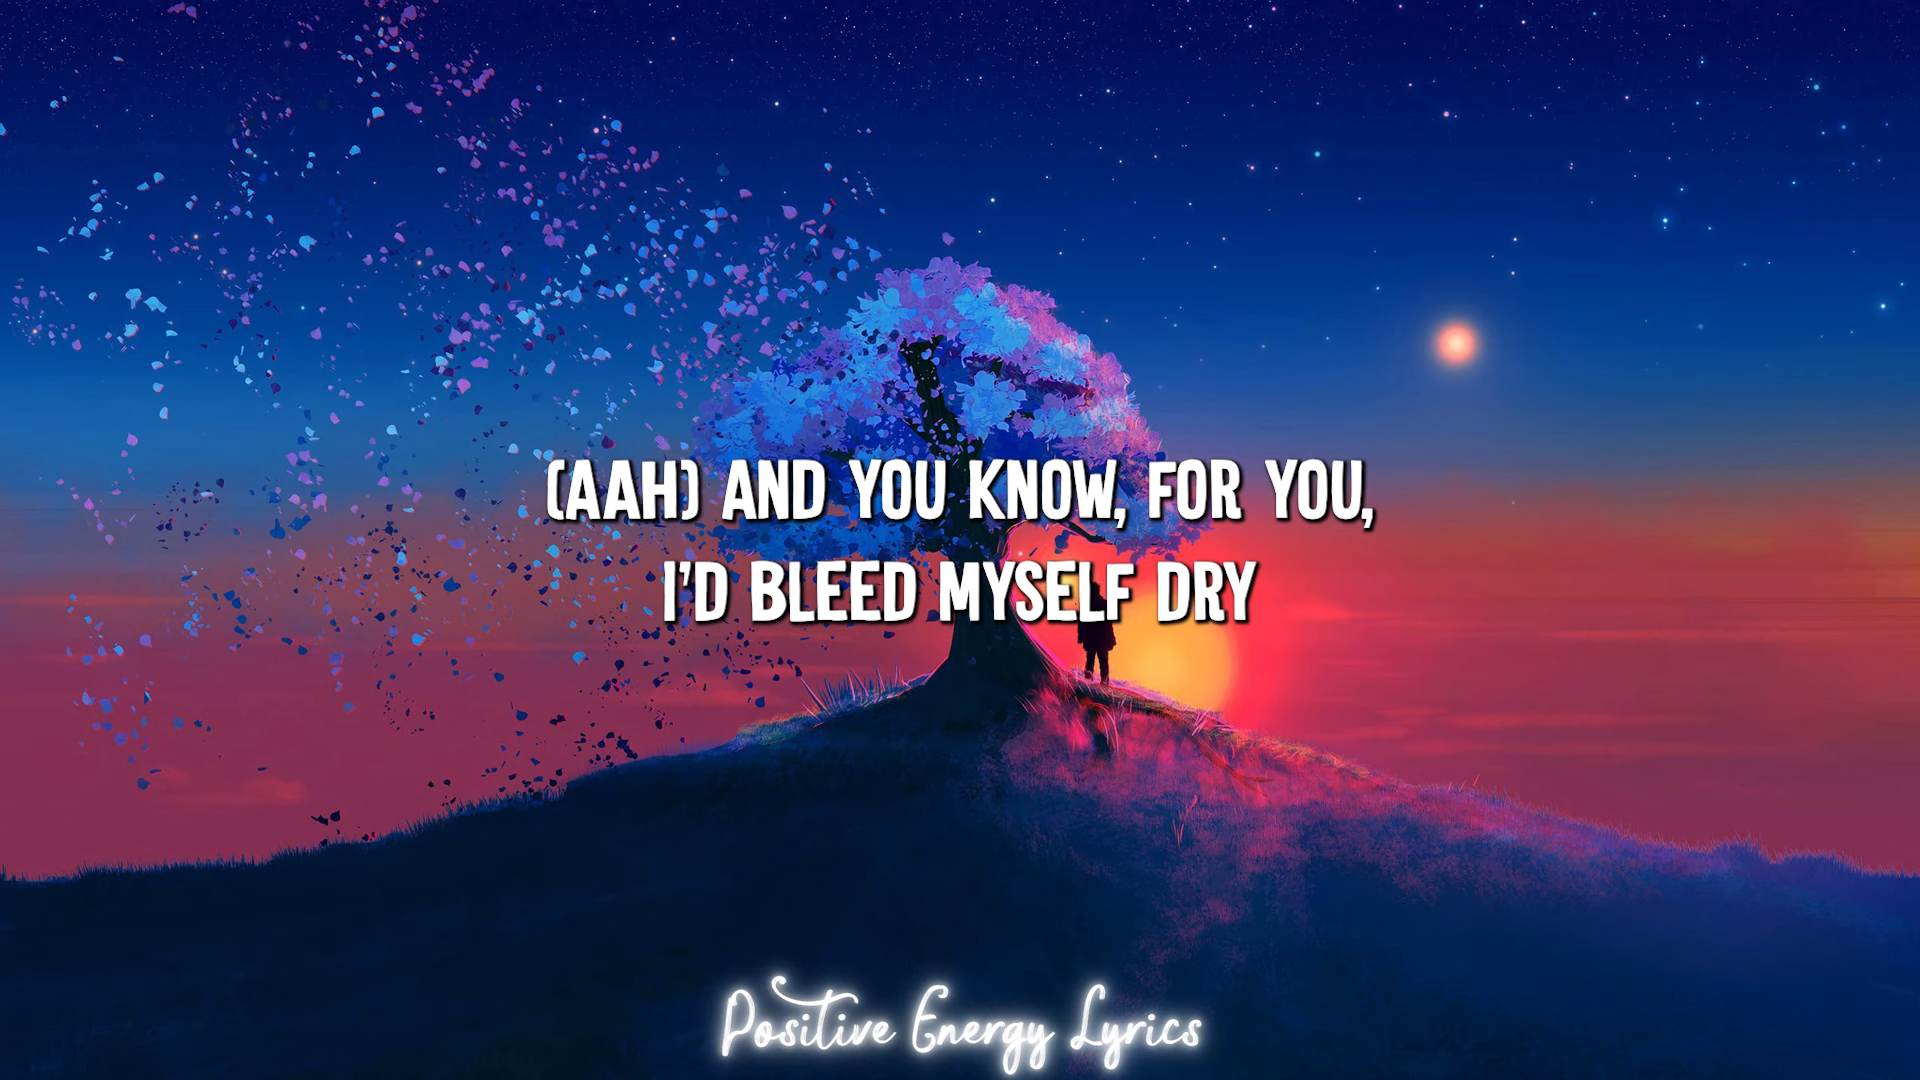 (AAH) AND YOU KNOW, FOR YOU,
I'D BLEED MYSELF DRY
Positive Energy Lyrics